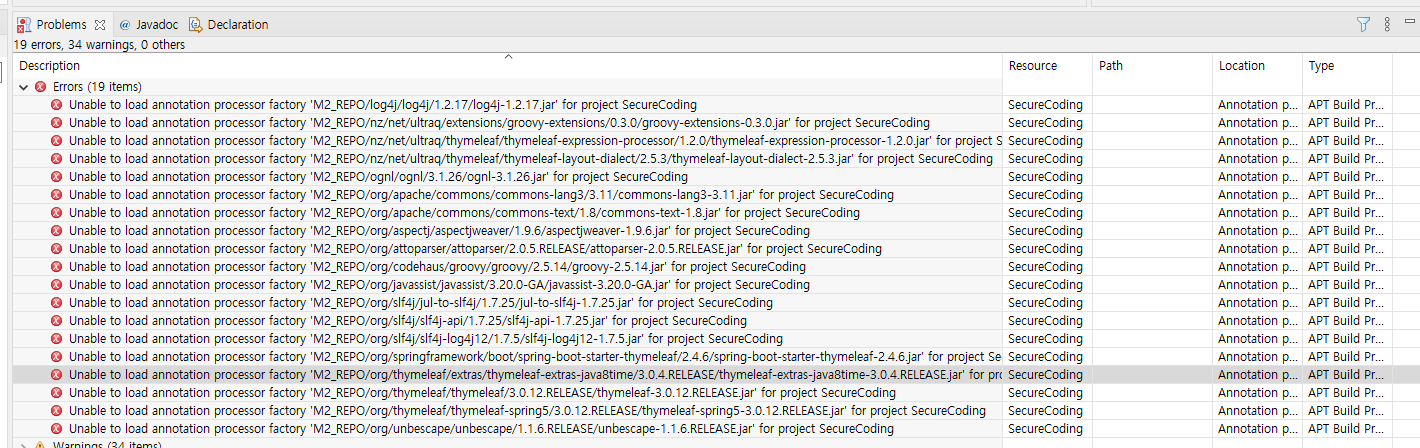 Problems
@ Javadoc
Declaration
19 errors, 34 warnings, 0 others
Description Resource Path Location Type
Errors (19 items)
Unable to load annotation processor factory 'M2_REPO/log4j/log4j/1.2.17/log4j-1.2.17.jar' for project SecureCoding SecureCoding Annotation p... APT Build Pr...
Unable to load annotation processor factory 'M2_REPO/nz/net/ultraq/extensions/groovy-extensions/0.3.0/groovy-extensions-0.3.0.jar' for project SecureCoding SecureCoding Annotation p... APT Build Pr...
Unable to load annotation processor factory 'M2_REPO/nz/net/ultraq/thymeleaf/thymeleaf-expression-processor/1.2.0/thymeleaf-expression-processor-1.2.0.jar' for project S SecureCoding Annotation p... APT Build Pr...
Unable to load annotation processor factory 'M2_REPO/nz/net/ultraq/thymeleaf/thymeleaf-layout-dialect/2.5.3/thymeleaf-layout-dialect-2.5.3.jar' for project SecureCoding SecureCoding Annotation p... APT Build Pr...
Unable to load annotation processor factory 'M2_REPO/ognl/ognl/3.1.26/ognl-3.1.26.jar' for project SecureCoding SecureCoding Annotation p... APT Build Pr...
Unable to load annotation processor factory 'M2_REPO/org/apache/commons/commons-lang3/3.11/commons-lang3-3.11.jar' for project SecureCoding SecureCoding Annotation p... APT Build Pr...
Unable to load annotation processor factory 'M2_REPO/org/apache/commons/commons-text/1.8/commons-text-1.8.jar' for project SecureCoding SecureCoding Annotation p... APT Build Pr...
Unable to load annotation processor factory 'M2_REPO/org/aspectj/aspectjweaver/1.9.6/aspectjweaver-1.9.6.jar' for project SecureCoding SecureCoding Annotation p... APT Build Pr...
Unable to load annotation processor factory 'M2_REPO/org/attoparser/attoparser/2.0.5.RELEASE/attoparser-2.0.5.RELEASE.jar' for project SecureCoding SecureCoding Annotation p... APT Build Pr...
Unable to load annotation processor factory 'M2_REPO/org/codehaus/groovy/groovy/2.5.14/groovy-2.5.14.jar' for project SecureCoding SecureCoding Annotation p... APT Build Pr...
Unable to load annotation processor factory 'M2_REPO/org/javassist/javassist/3.20.0-GA/javassist-3.20.0-GA.jar' for project SecureCoding SecureCoding Annotation p... APT Build Pr...
Unable to load annotation processor factory 'M2_REPO/org/slf4j/jul-to-slf4j/1.7.25/jul-to-slf4j-1.7.25.jar' for project SecureCoding SecureCoding Annotation p... APT Build Pr...
Unable to load annotation processor factory 'M2_REPO/org/slf4j/slf4j-api/1.7.25/slf4j-api-1.7.25.jar' for project SecureCoding SecureCoding Annotation p... APT Build Pr...
Unable to load annotation processor factory 'M2_REPO/org/slf4j/slf4j-log4j12/1.7.5/slf4j-log4j12-1.7.5.jar' for project SecureCoding SecureCoding Annotation p... APT Build Pr...
Unable to load annotation processor factory 'M2_REPO/org/springframework/boot/spring-boot-starter-thymeleaf/2.4.6/spring-boot-starter-thymeleaf-2.4.6.jar' for project Se SecureCoding Annotation p... APT Build Pr...
Unable to load annotation processor factory 'M2_REPO/org/thymeleaf/extras/thymeleaf-extras-java8time/3.0.4.RELEASE/thymeleaf-extras-java8time-3.0.4.RELEASE.jar' for pro SecureCoding Annotation p... APT Build Pr...
Unable to load annotation processor factory 'M2_REPO/org/thymeleaf/thymeleaf/3.0.12.RELEASE/thymeleaf-3.0.12.RELEASE.jar' for project SecureCoding SecureCoding Annotation p... APT Build Pr...
Unable to load annotation processor factory 'M2_REPO/org/thymeleaf/thymeleaf-spring5/3.0.12.RELEASE/thymeleaf-spring5-3.0.12.RELEASE.jar' for project SecureCoding SecureCoding Annotation p... APT Build Pr...
Unable to load annotation processor factory 'M2_REPO/org/unbescape/unbescape/1.1.6.RELEASE/unbescape-1.1.6.RELEASE.jar' for project SecureCoding SecureCoding Annotation p... APT Build Pr...
Warnings (34 items)